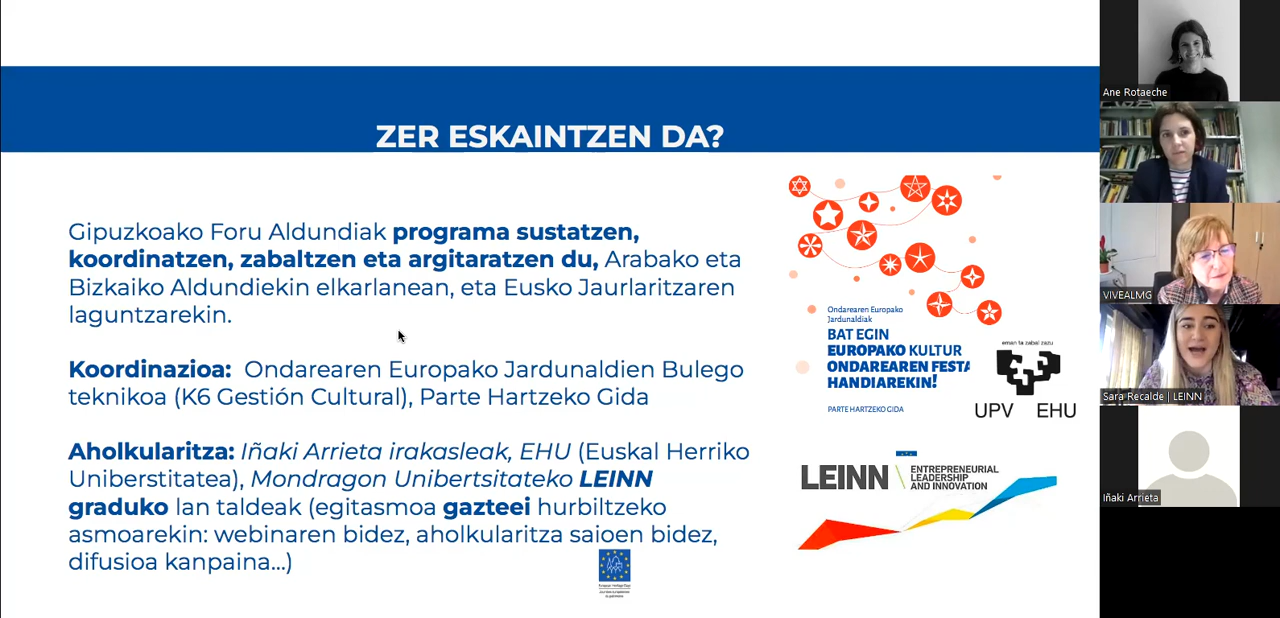 ZER ESKAINTZEN DA?
Gipuzkoako Foru Aldundiak programa sustatzen,
koordinatzen, zabaltzen eta argitaratzen du, Arabako eta
Bizkaiko Aldundiekin elkarlanean, eta Eusko Jaurlaritzaren
laguntzarekin.
Koordinazioa: Ondarearen Europako Jardunaldien Bulego
teknikoa (K6 Gestión Cultural), Parte Hartzeko Gida
Aholkularitza: Iñaki Arrieta irakasleak, EHU (Euskal Herriko
Uniberstitatea), Mondragon Unibertsitateko LEINN
graduko lan taldeak (egitasmoa gazteei hurbiltzeko
asmoarekin: webinaren bidez, aholkularitza saioen bidez,
difusioa kanpaina...)
Ondarearen Europako
Jardunaldiak
BAT EGIN
EUROPAKO KULTUR
ONDAREAREN FESTA
HANDIAREKIN!
PARTE HARTZEKO GIDA
eman ta zabal zazu
UPV EHU
LEINN
ENTREPRENEURIAL
LEADERSHIP
AND INNOVATION
Ane Rotaeche
VIVEALMG
Sara Recalde | LEINN
Iñaki Arrieta